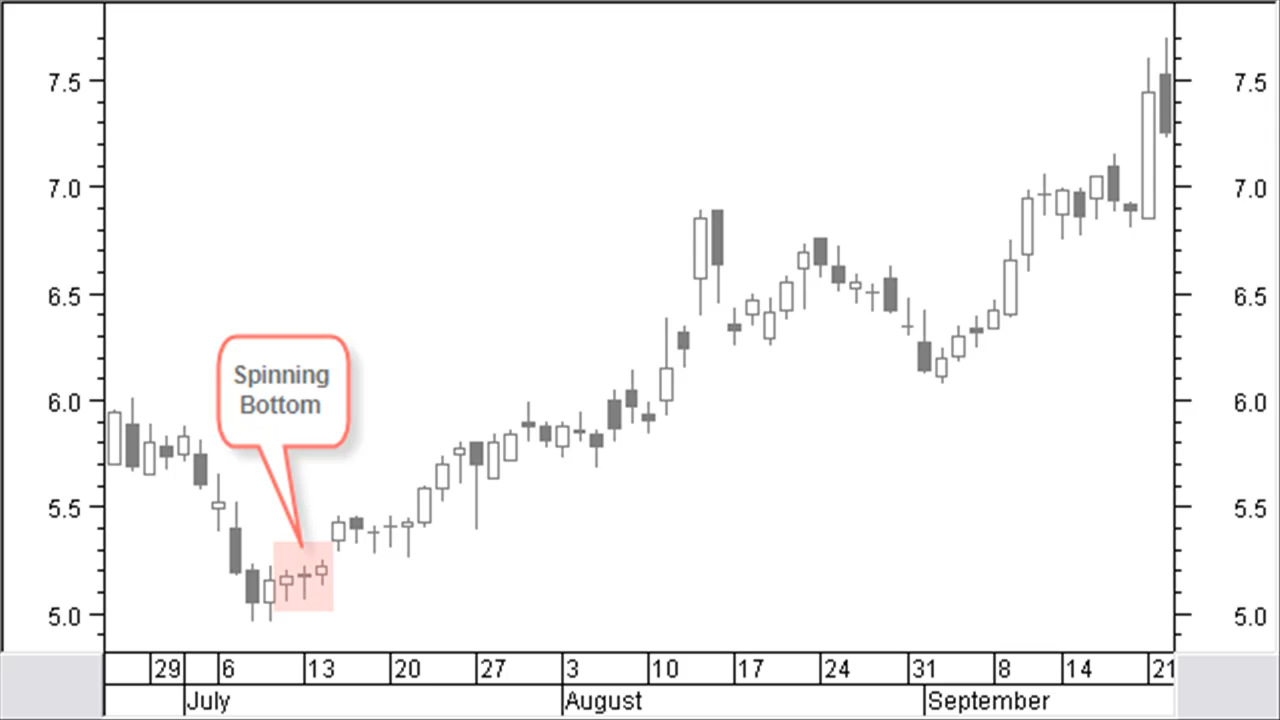 7.5 7.5
7.0 7.0
6.5 6.5
Spinning
Bottom
6.0 6.0
5.5 5.5
5.0 5.0
29 6 13 20 27 3 10 17 24 31 8 14 21
July August September